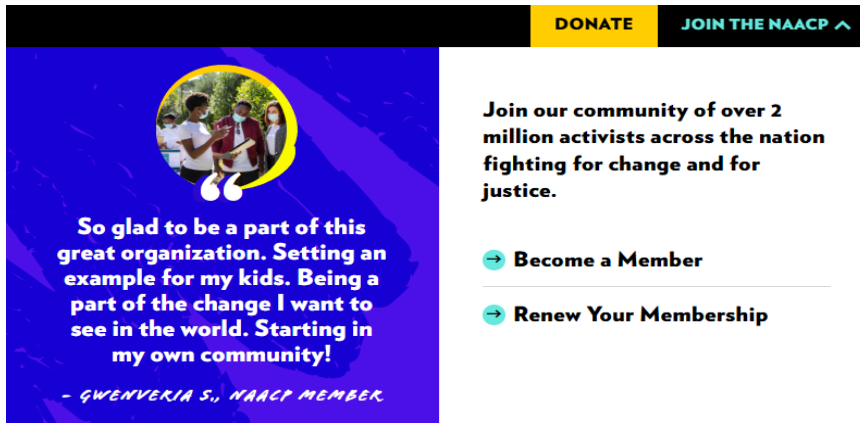 DONATE
JOIN THE NAACP
Join our community of over 2
million activists across the nation
fighting for change and for
justice.
Become a Member
Renew Your Membership
“
So glad to be a part of this
great organization. Setting an
example for my kids. Being a
part of the change I want to
see in the world. Starting in
my own community!
– GWENVERIA S., NAACP MEMBER